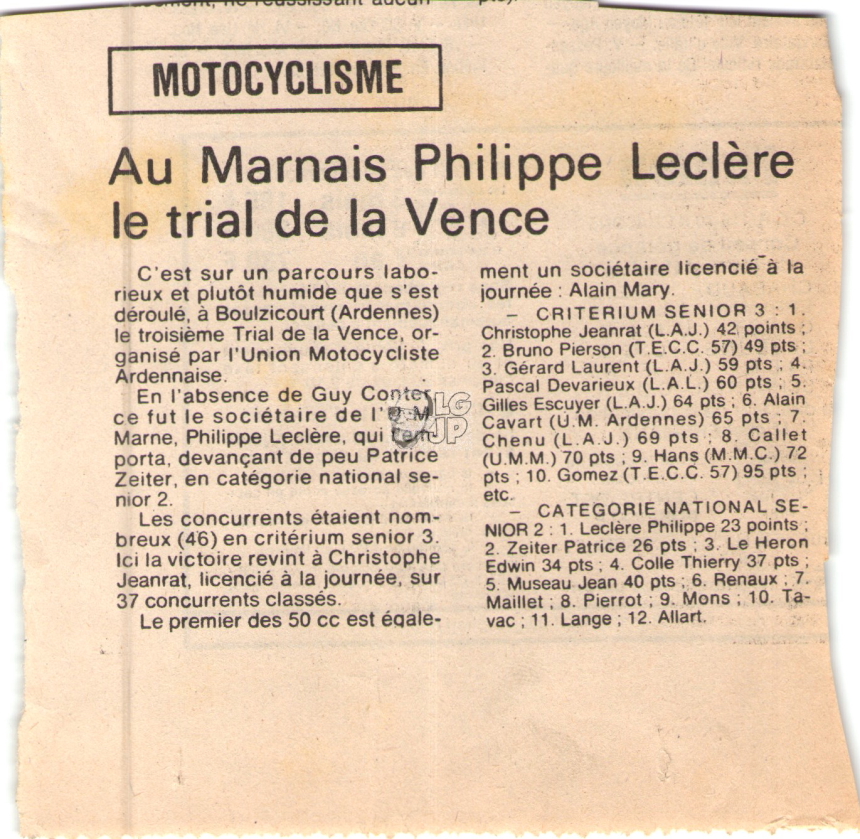 MOTOCYCLISME
Au Marnais Philippe Leclère
le trial de la Vence
C'est sur un parcours labo-
rieux et plutôt humide que s'est
déroulé, à Boulzicourt (Ardennes)
le troisième Trial de la Vence, or-
ganisé par l'Union Motocycliste
Ardennaise.
En l'absence de Guy
ce fut le sociétaire de
Marne, Philippe Leclère, qui l'em-
porta, devançant de peu Patrice
Zeiter, en catégorie national se-
nior 2.
Les concurrents étaient nom-
breux (46) en critérium senior 3.
Ici la victoire revint à Christophe
Jeanrat, licencié à la journée, sur
37 concurrents classés.
Le premier des 50 cc est égale-
ment un sociétaire licencié à la
journée : Alain Mary.
— CRITERIUM SENIOR 3 : 1.
Christophe Jeanrat (L.A.J.) 42 points ;
2. Bruno Pierson (T.E.C.C. 57) 49 pts ;
3. Gérard Laurent (L.A.J.) 59 pts ; 4.
Pascal Devarieux (L.A.L.) 60 pts ; 5.
Gilles Escuyer (L.A.J.) 64 pts ; 6. Alain
Cavart (U.M. Ardennes) 65 pts ; 7.
Chenu (L.A.J.) 69 pts ; 8. Callet
(U.M.M.) 70 pts ; 9. Hans (M.M.C.) 72
pts ; 10. Gomez (T.E.C.C. 57) 95 pts ;
etc.
— CATEGORIE NATIONAL SE-
NIOR 2 : 1. Leclère Philippe 23 points ;
2. Zeiter Patrice 26 pts ; 3. Le Heron
Edwin 34 pts ; 4. Colle Thierry 37 pts ;
5. Museau Jean 40 pts ; 6. Renaux ; 7.
Maillet ; 8. Pierrot ; 9. Mons ; 10. Ta-
vac ; 11. Lange ; 12. Allart.